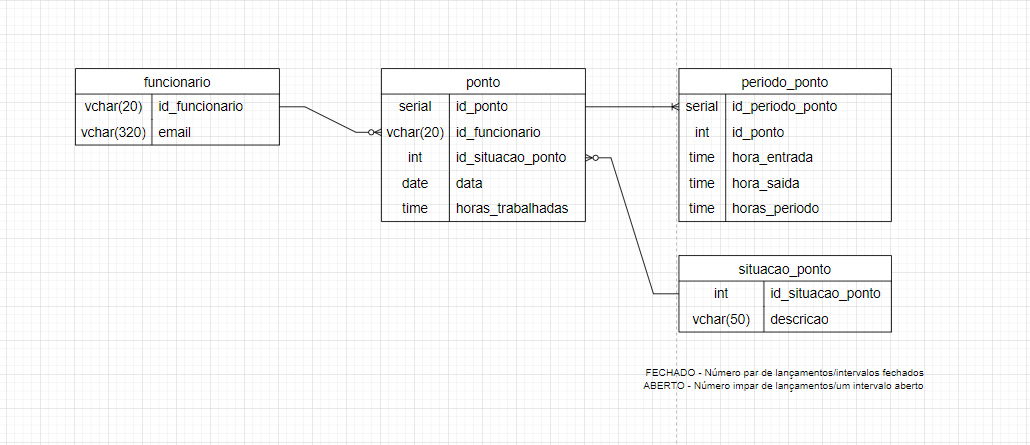 funcionario
vchar(20) id_funcionario
vchar(320) email
ponto
serial id_ponto
vchar(20) id_funcionario
int id_situacao_ponto
date data
time horas_trabalhadas
periodo_ponto
serial id_periodo_ponto
int id_ponto
time hora_entrada
time hora_saida
time horas_periodo
situacao_ponto
int id_situacao_ponto
vchar(50) descricao
FECHADO - Número par de lançamentos/intervalos fechados
ABERTO - Número impar de lançamentos/um intervalo aberto